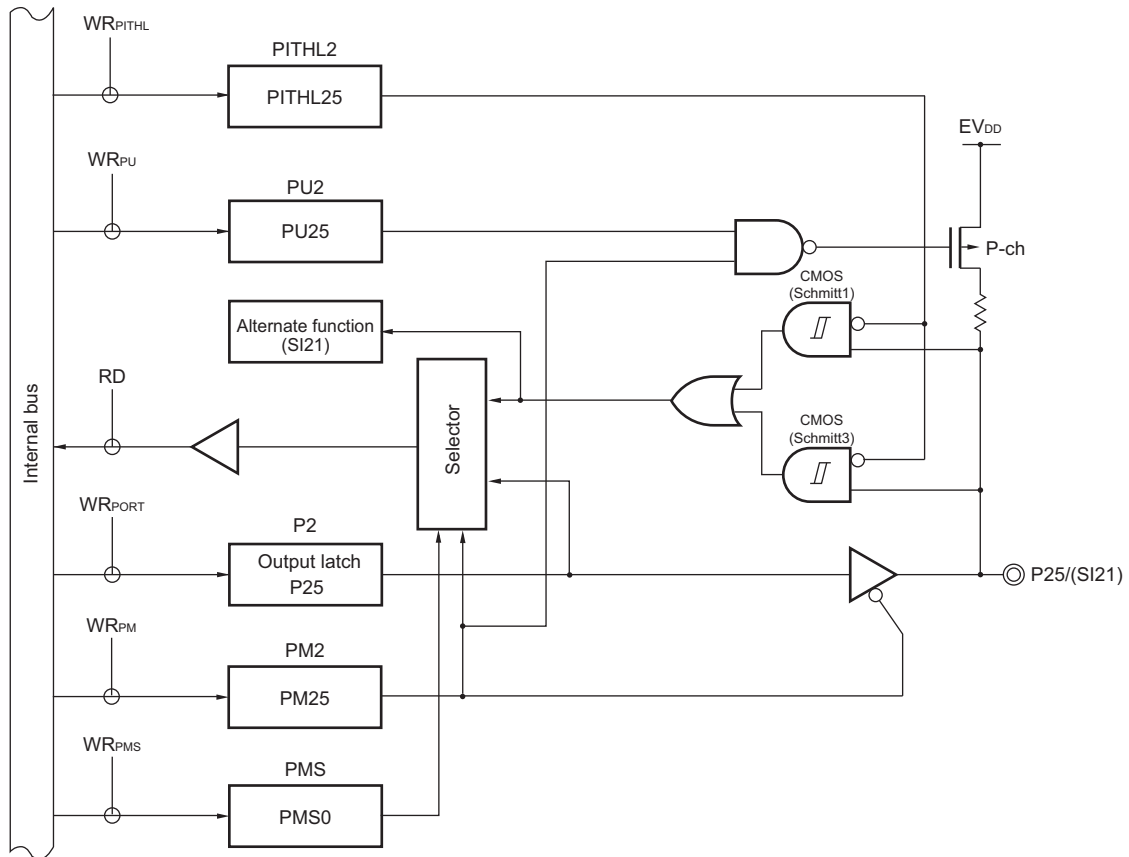 WRPITHL
PITHL2
PITHL25
EVDD
WRPU
PU2
PU25
P-ch
CMOS
(Schmitt1)
Alternate function
(SI21)
RD
Selector
CMOS
(Schmitt3)
Internal bus
WRPORT
P2
Output latch
P25
P25/(SI21)
WRPM
PM2
PM25
WRPMS
PMS
PMS0